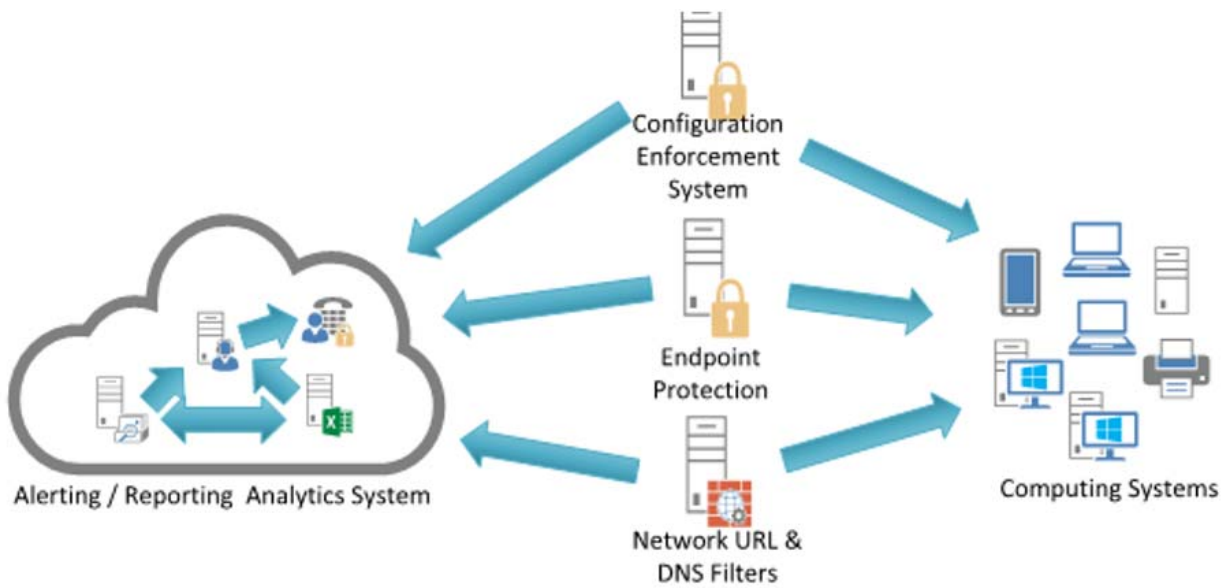 Configuration
Enforcement
System
Endpoint
Protection
Alerting / Reporting Analytics System
Computing Systems
Network URL &
DNS Filters